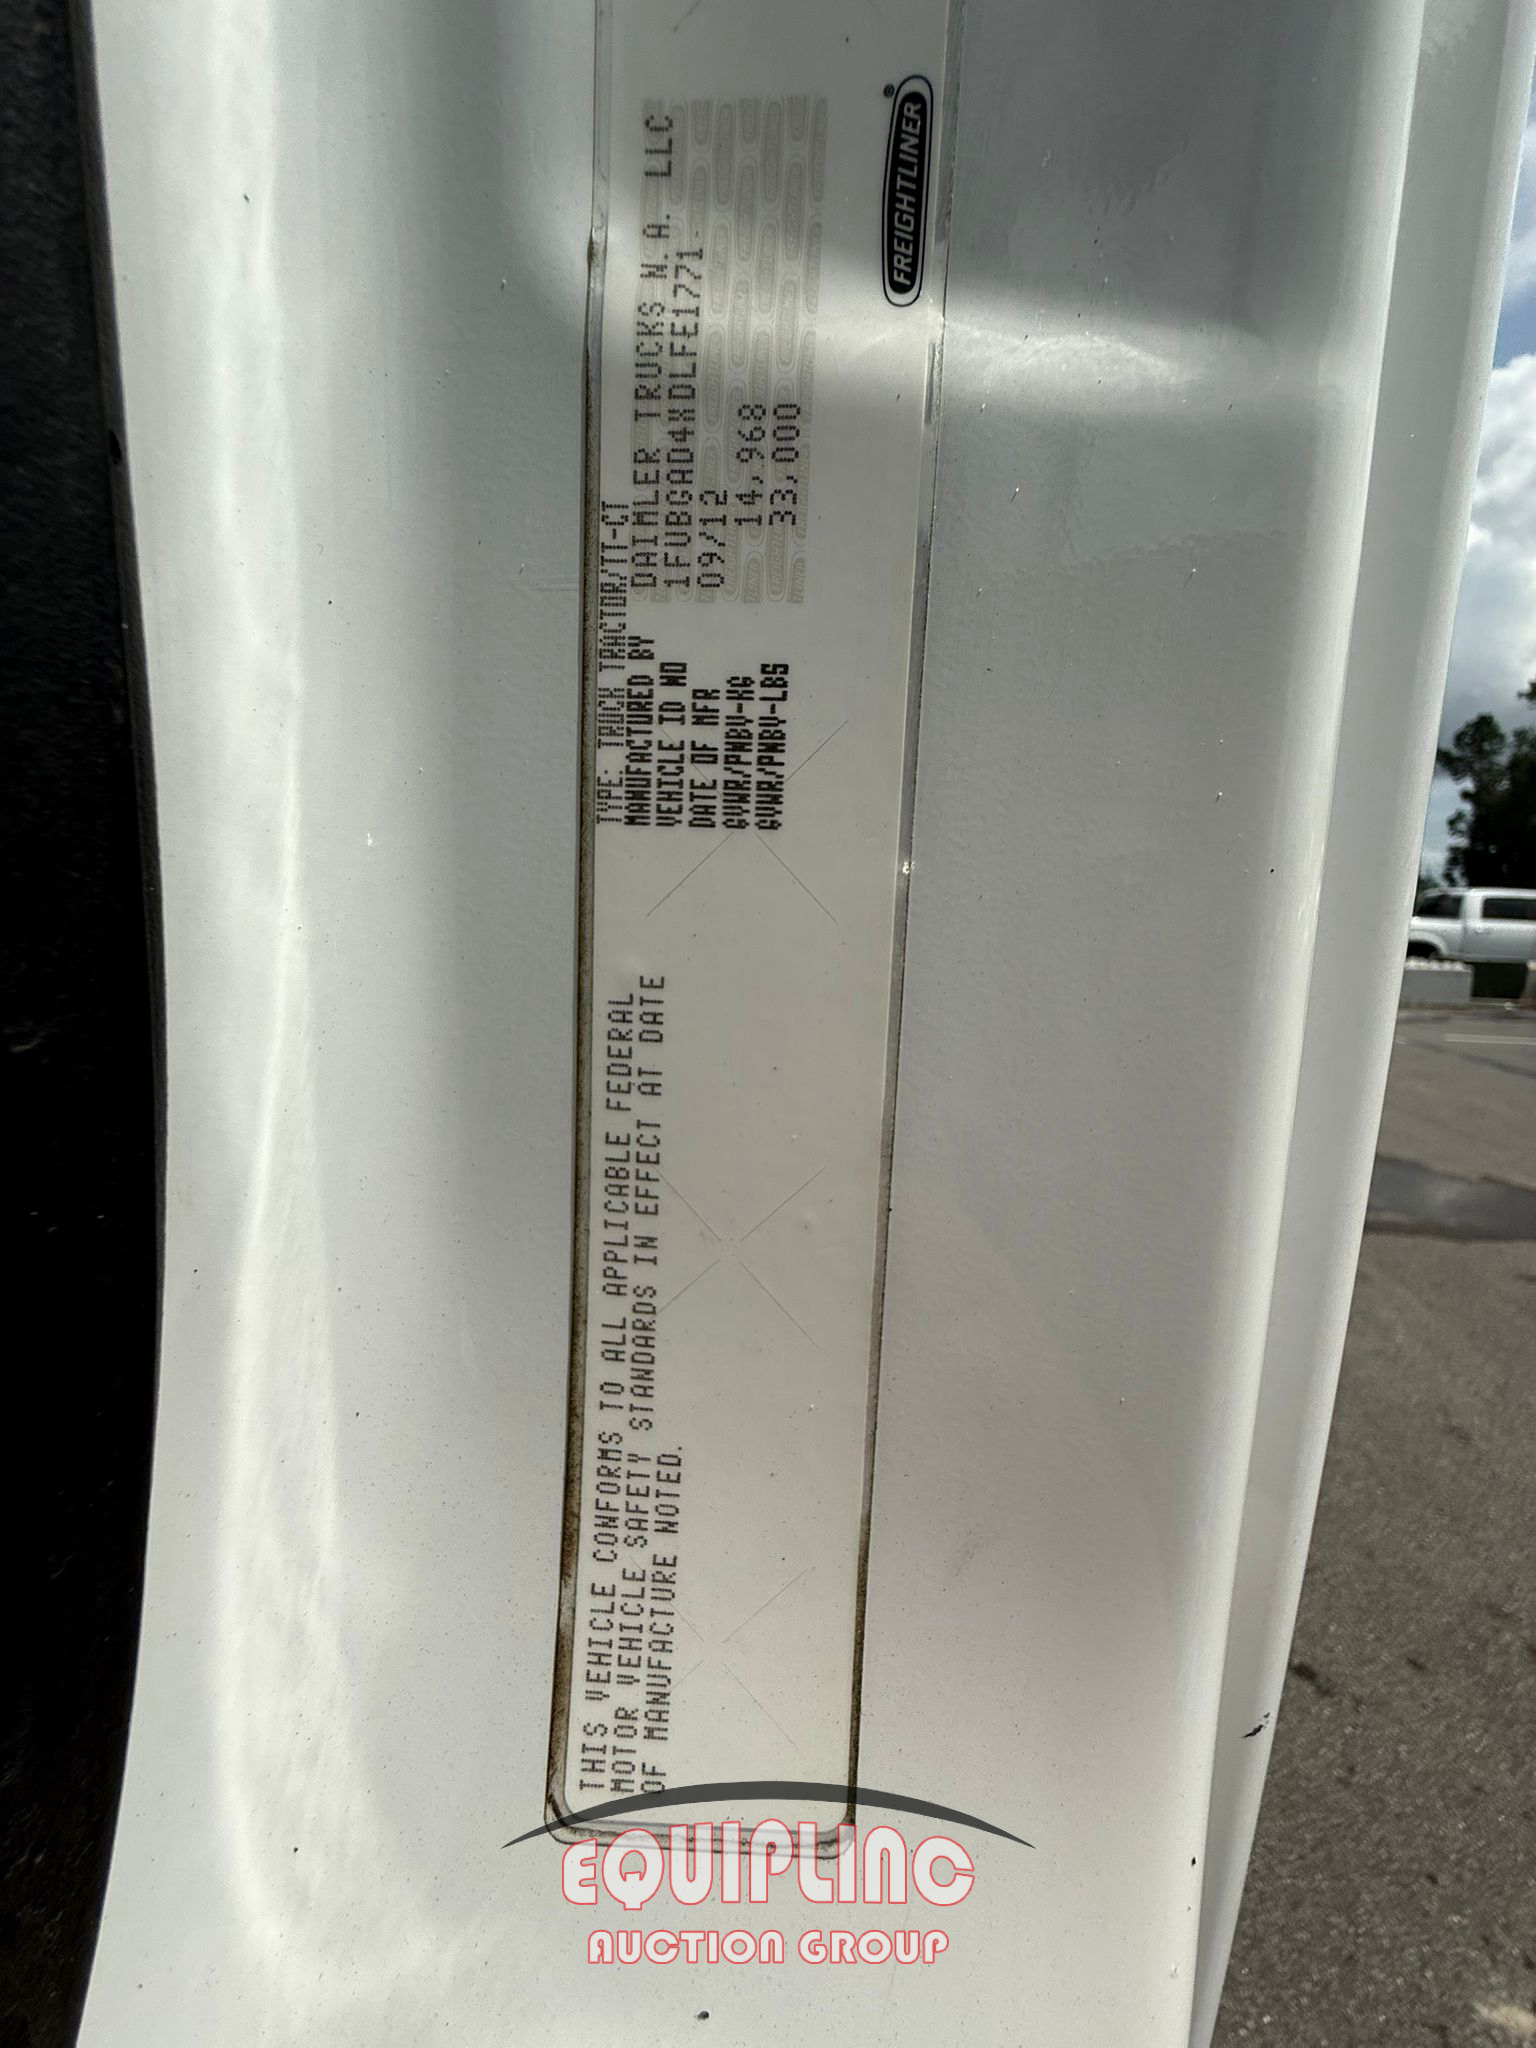 THIS VEHICLE CONFORMS TO ALL APPLICABLE FEDERAL
MOTOR VEHICLE SAFETY STANDARDS IN EFFECT AT DATE
OF MANUFACTURE NOTED.
TYPE: TRUCK TRACTOR/TT-CT
MANUFACTURED BY DAIMLER TRUCKS N.A. LLC
VEHICLE ID NO 1FUBGAD4XDLFE1771
DATE OF MFR 09/12
GVWR/PNBV-KG 14,968
GVWR/PNBV-LBS 33,000
FREIGHTLINER®
EQUIPLINC
AUCTION GROUP